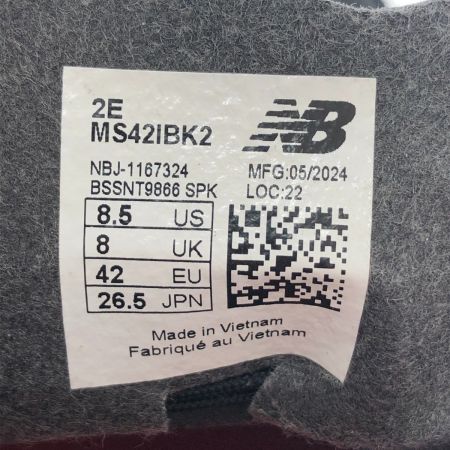 2E
MS42IBK2
NB
NBJ-1167324
MFG:05/2024
BSSNT9866 SPK
LOC:22
8.5 US
8 UK
42 EU
26.5 JPN
Made in Vietnam
Fabriqué au Vietnam